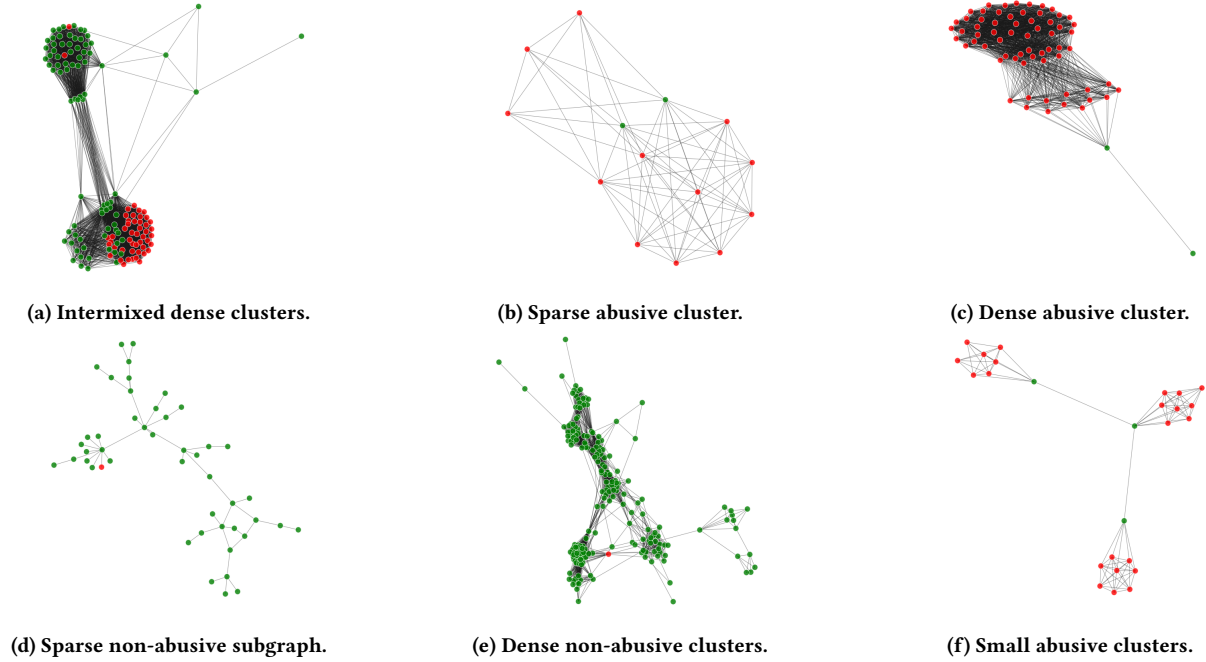 (a) Intermixed dense clusters.
(b) Sparse abusive cluster.
(c) Dense abusive cluster.
(d) Sparse non-abusive subgraph.
(e) Dense non-abusive clusters.
(f) Small abusive clusters.